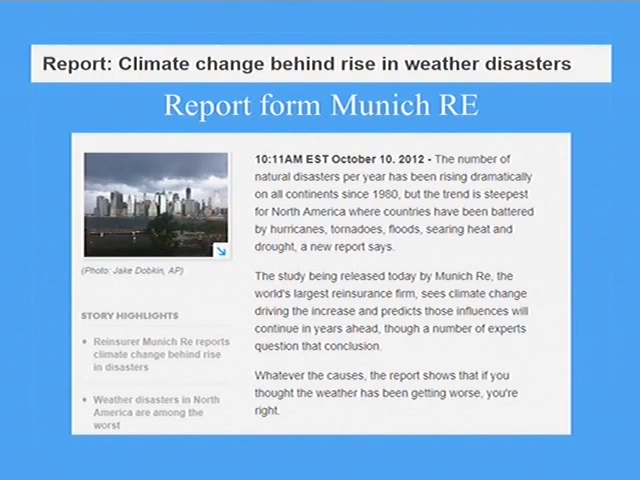 Report: Climate change behind rise in weather disasters
Report form Munich RE
10:11AM EST October 10. 2012 - The number of
natural disasters per year has been rising dramatically
on all continents since 1980, but the trend is steepest
for North America where countries have been battered
by hurricanes, tornadoes, floods, searing heat and
drought, a new report says.
The study being released today by Munich Re, the
world's largest reinsurance firm, sees climate change
driving the increase and predicts those influences will
continue in years ahead, though a number of experts
question that conclusion.
Whatever the causes, the report shows that if you
thought the weather has been getting worse, you're
right.
(Photo: Jake Dobkin, AP)
STORY HIGHLIGHTS
• Reinsurer Munich Re reports
climate change behind rise
in disasters
• Weather disasters in North
America are among the
worst